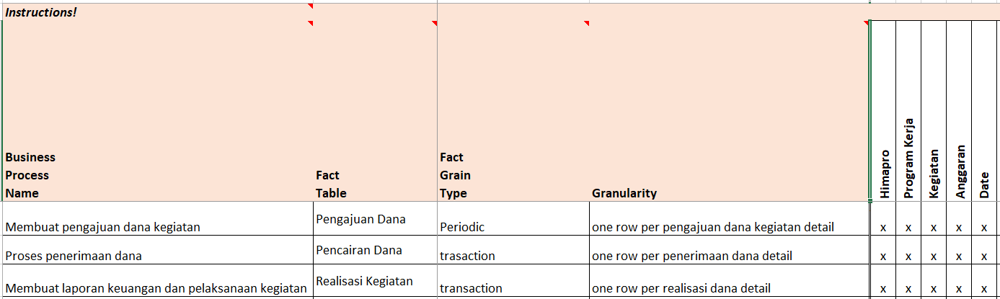 Instructions!
Business
Process
Name
Fact
Table
Fact
Grain
Type
Granularity
Himapro
Program Kerja
Kegiatan
Anggaran
Date
Membuat pengajuan dana kegiatan
Pengajuan Dana
Periodic
one row per pengajuan dana kegiatan detail
x x x x x
Proses penerimaan dana
Pencairan Dana
trasaction
one row per penerimaan dana detail
x x x x x
Membuat laporan keuangan dan pelaksanaan kegiatan
Realisasi Kegiatan
transaction
one row per realisasi dana detail
x x x x x